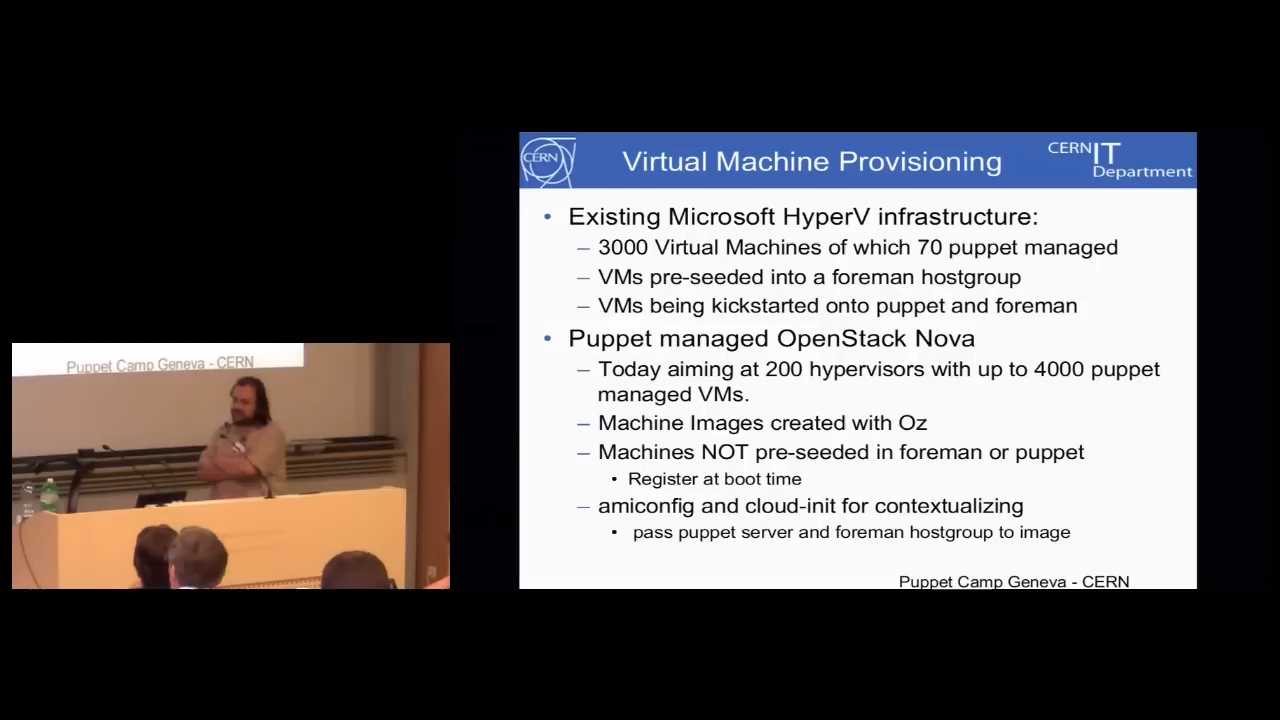 Puppet Camp Geneva - CERN
CERN
Virtual Machine Provisioning
CERN IT
Department
• Existing Microsoft HyperV infrastructure:
– 3000 Virtual Machines of which 70 puppet managed
– VMs pre-seeded into a foreman hostgroup
– VMs being kickstarted onto puppet and foreman
• Puppet managed OpenStack Nova
– Today aiming at 200 hypervisors with up to 4000 puppet
managed VMs.
– Machine Images created with Oz
– Machines NOT pre-seeded in foreman or puppet
• Register at boot time
– amiconfig and cloud-init for contextualizing
• pass puppet server and foreman hostgroup to image
Puppet Camp Geneva - CERN